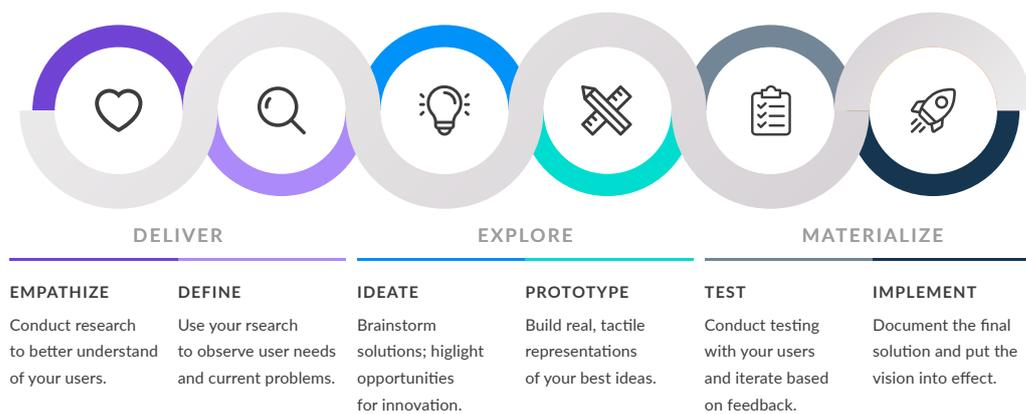 DELIVER
EXPLORE
MATERIALIZE
EMPATHIZE
Conduct research
to better understand
of your users.
DEFINE
Use your rsearch
to observe user needs
and current problems.
IDEATE
Brainstorm
solutions; higlight
opportunities
for innovation.
PROTOTYPE
Build real, tactile
representations
of your best ideas.
TEST
Conduct testing
with your users
and iterate based
on feedback.
IMPLEMENT
Document the final
solution and put the
vision into effect.